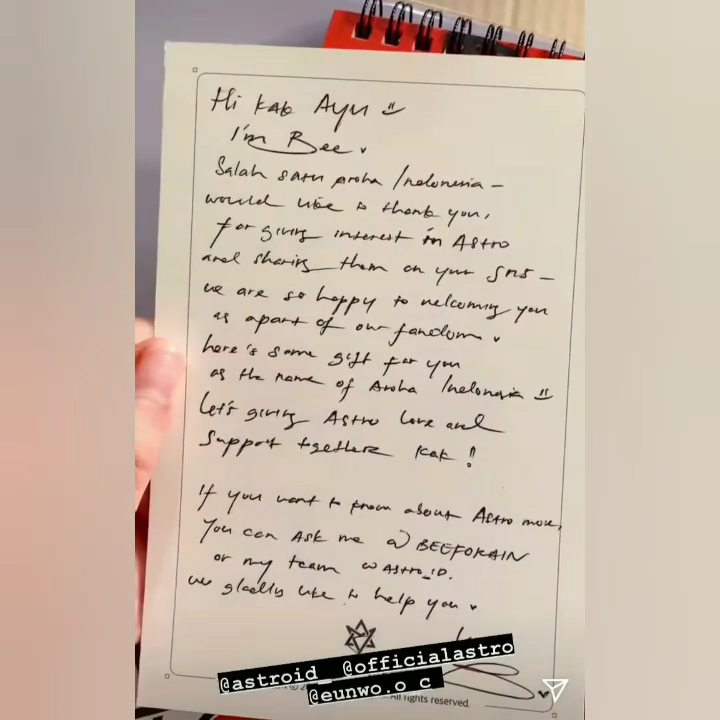 Hi Kak Ayu
I'm Bee
Salah satu Aroha Indonesia -
would like to thank you,
for giving interest in Astro
and sharing them on your SNS -
we are so happy to welcoming you
as apart of our fandom.
here's some gift for you
as the name of Aroha Indonesia
Let's giving Astro Love and
Support together Kak !
If you want to know about Astro more,
You can Ask me @ BEEFORAIN
or my team @ ASTRO_ID.
we gladly like to help you
@astroid_ @officialastro
@eunwo.o_c
All rights reserved.